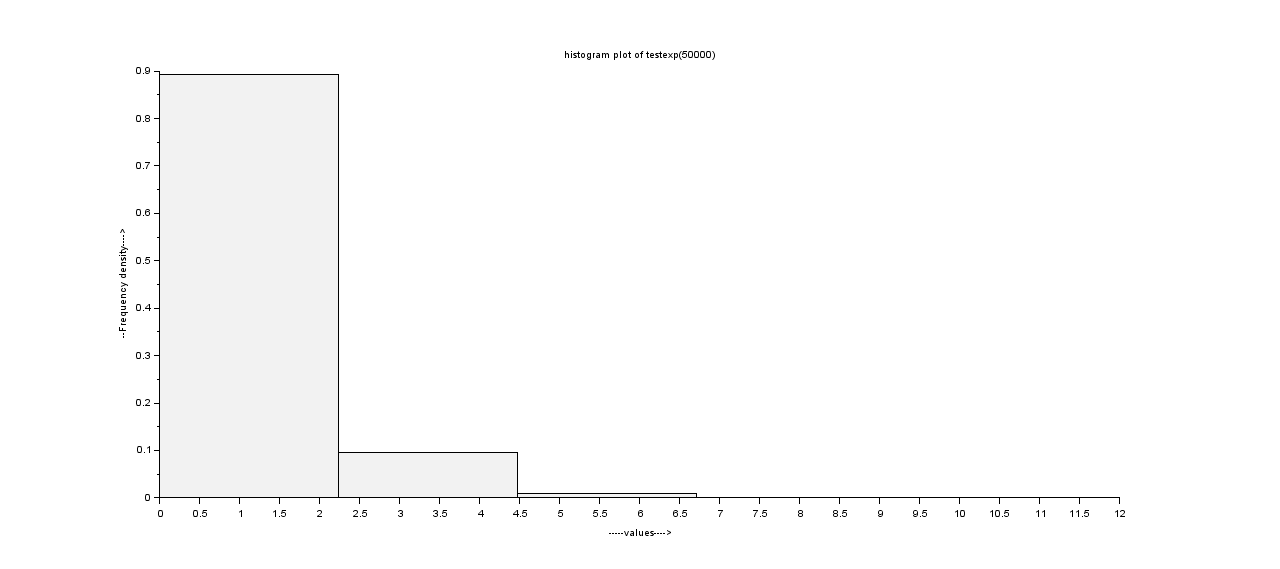 histogram plot of testexp(50000)
0.9
0.8
0.7
0.6
0.5
0.4
0.3
0.2
0.1
0
--Frequency density---->
0 0.5 1 1.5 2 2.5 3 3.5 4 4.5 5 5.5 6 6.5 7 7.5 8 8.5 9 9.5 10 10.5 11 11.5 12
-----values---->